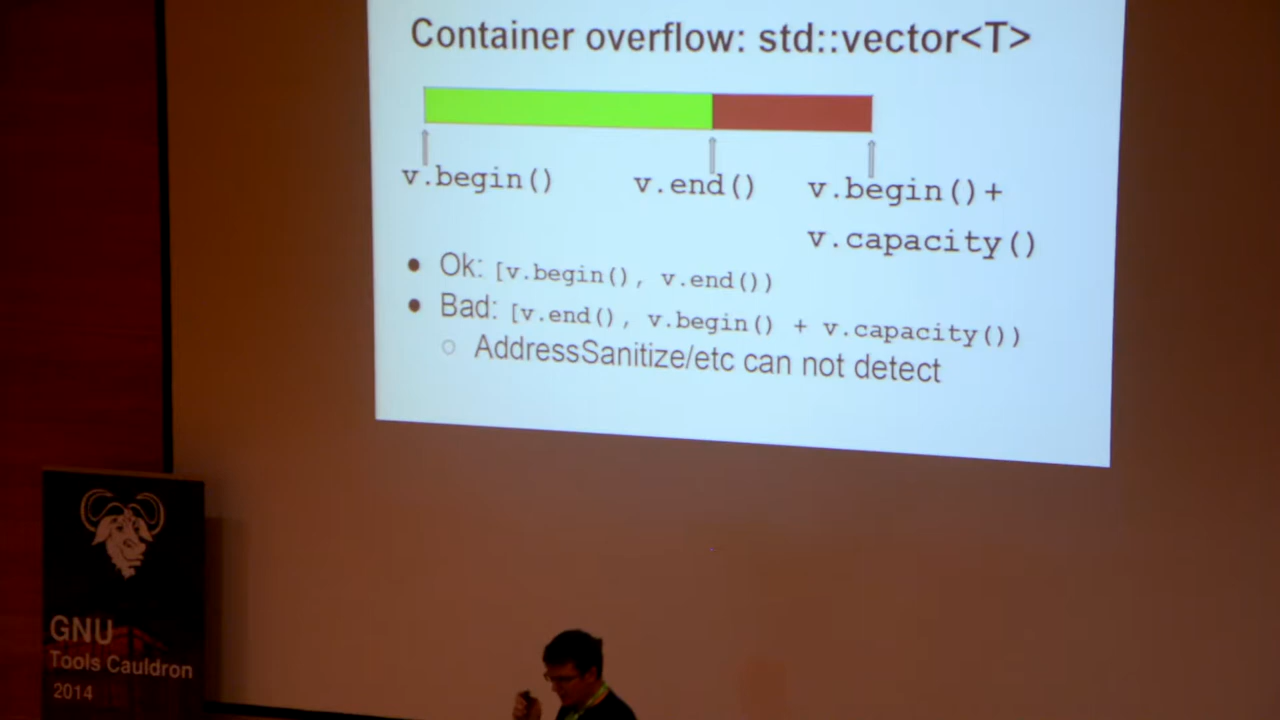 Container overflow: std::vector<T>
v.begin()
v.end()
v.begin()+
v.capacity()
Ok: [v.begin(), v.end())
Bad: [v.end(), v.begin() + v.capacity())
AddressSanitize/etc can not detect
GNU
Tools Cauldron
2014